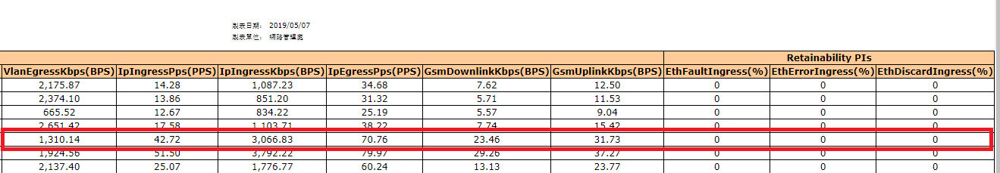 製表日期： 2019/05/07
製表單位： 網路管理處
Retainability PIs
VlanEgressKbps(BPS) IpIngressPps(PPS) IpIngressKbps(BPS) IpEgressPps(PPS) GsmDownlinkKbps(BPS) GsmUplinkKbps(BPS) EthFaultIngress(%) EthErrorIngress(%) EthDiscardIngress(%)
2,175.87 14.28 1,087.23 34.68 7.62 12.50 0 0 0
2,374.10 13.86 851.20 31.32 5.71 11.53 0 0 0
665.52 12.67 834.22 25.19 5.57 9.04 0 0 0
2,651.42 17.58 1,103.71 38.22 7.74 15.42 0 0 0
1,310.14 42.72 3,066.83 70.76 23.46 31.73 0 0 0
1,924.56 51.50 3,792.22 79.97 29.26 37.27 0 0 0
2,137.40 25.07 1,776.77 60.24 13.13 23.77 0 0 0